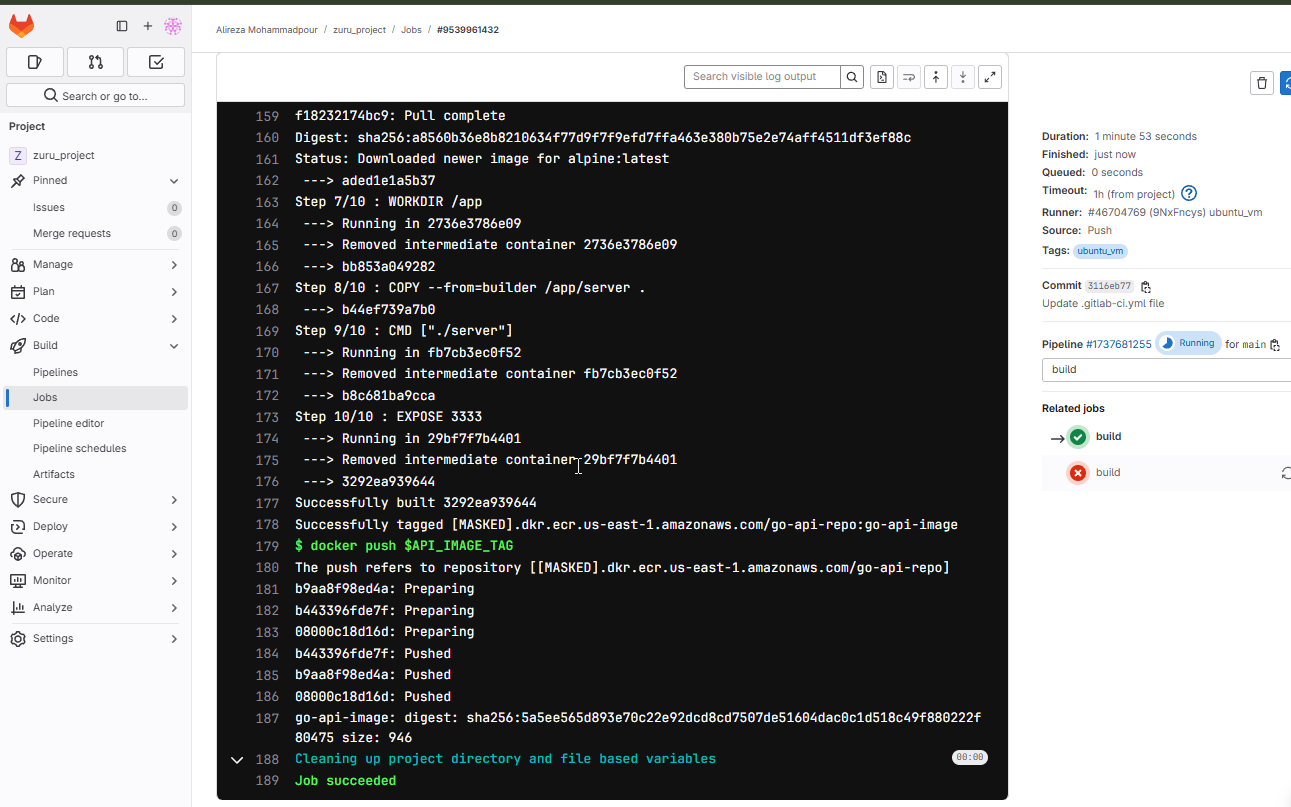 Alireza Mohammadpour / zuru_project / Jobs / #9539961432
Search or go to...
Project
Z zuru_project
Pinned
Issues 0
Merge requests 0
Manage
Plan
Code
Build
Pipelines
Jobs
Pipeline editor
Pipeline schedules
Artifacts
Secure
Deploy
Operate
Monitor
Analyze
Settings
Search visible log output
159 f18232174bc9: Pull complete
160 Digest: sha256:a8560b36e8b8210634f77d9f7f9efd7ffa463e380b75e2e74aff4511df3ef88c
161 Status: Downloaded newer image for alpine:latest
162 ---> aded1e1a5b37
163 Step 7/10 : WORKDIR /app
164 ---> Running in 2736e3786e09
165 ---> Removed intermediate container 2736e3786e09
166 ---> bb853a049282
167 Step 8/10 : COPY --from=builder /app/server .
168 ---> b44ef739a7b0
169 Step 9/10 : CMD ["./server"]
170 ---> Running in fb7cb3ec0f52
171 ---> Removed intermediate container fb7cb3ec0f52
172 ---> b8c681ba9cca
173 Step 10/10 : EXPOSE 3333
174 ---> Running in 29bf7f7b4401
175 ---> Removed intermediate container 29bf7f7b4401
176 ---> 3292ea939644
177 Successfully built 3292ea939644
178 Successfully tagged [MASKED].dkr.ecr.us-east-1.amazonaws.com/go-api-repo:go-api-image
179 $ docker push $API_IMAGE_TAG
180 The push refers to repository [[MASKED].dkr.ecr.us-east-1.amazonaws.com/go-api-repo]
181 b9aa8f98ed4a: Preparing
182 b443396fde7f: Preparing
183 08000c18d16d: Preparing
184 b443396fde7f: Pushed
185 b9aa8f98ed4a: Pushed
186 08000c18d16d: Pushed
187 go-api-image: digest: sha256:5a5ee565d893e70c22e92dcd8cd7507de51604dac0c1d518c49f880222f
80475 size: 946
188 Cleaning up project directory and file based variables 00:00
189 Job succeeded
Duration: 1 minute 53 seconds
Finished: just now
Queued: 0 seconds
Timeout: 1h (from project) ?
Runner: #46704769 (9NxFncys) ubuntu_vm
Source: Push
Tags: ubuntu_vm
Commit 3116eb77
Update .gitlab-ci.yml file
Pipeline #1737681255 Running for main
build
Related jobs
build
build